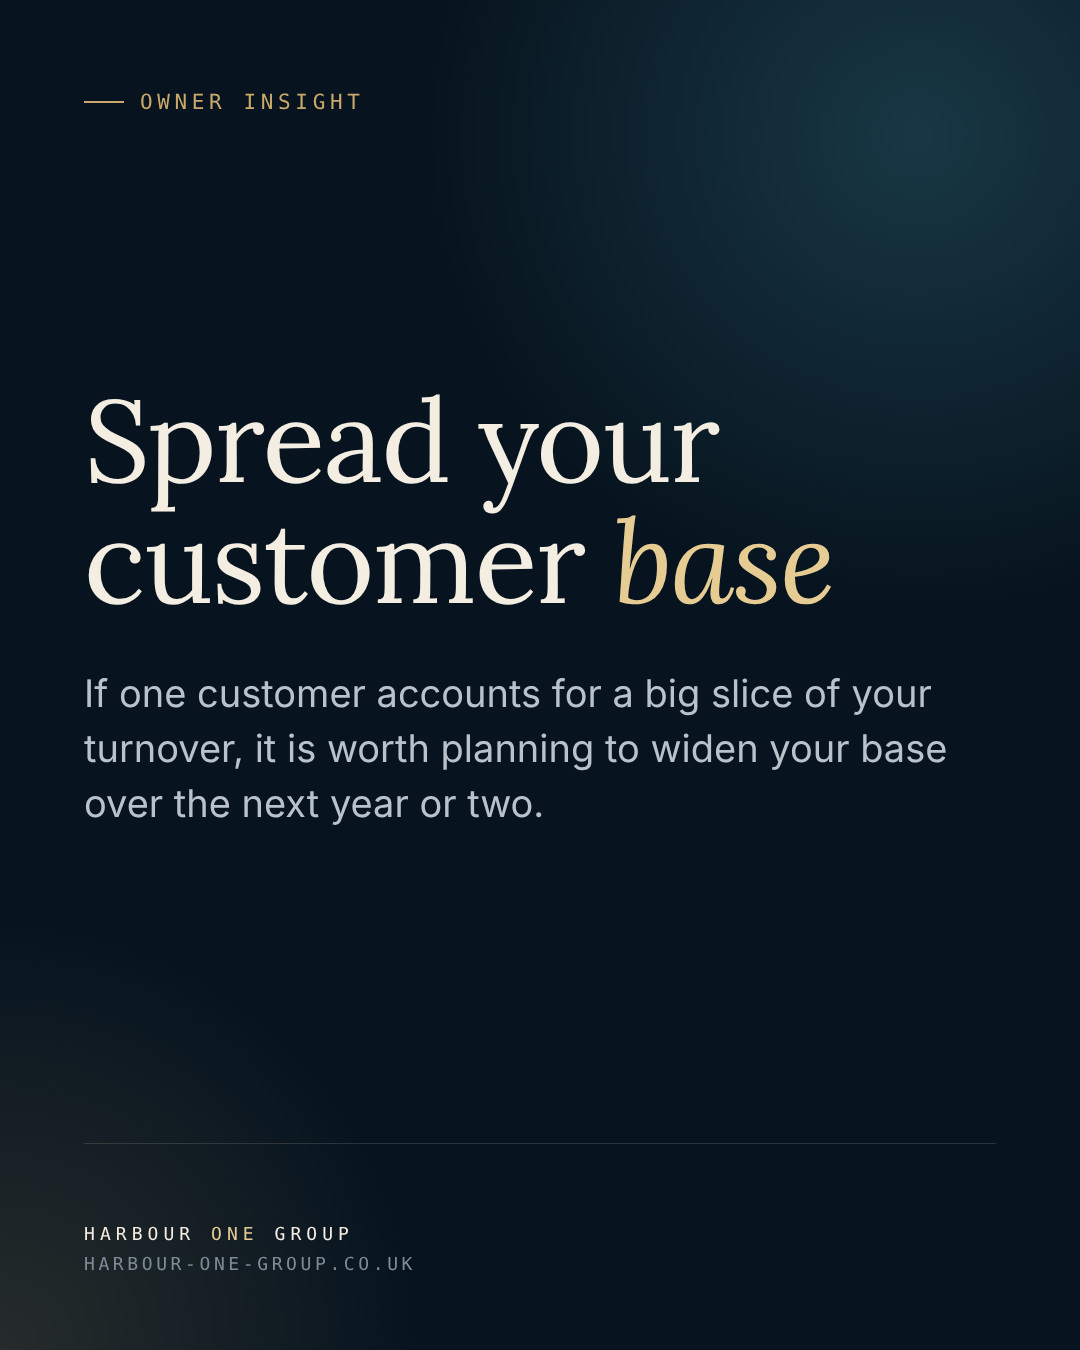 OWNER INSIGHT
Spread your
customer base
If one customer accounts for a big slice of your
turnover, it is worth planning to widen your base
over the next year or two.
HARBOUR ONE GROUP
HARBOUR-ONE-GROUP.CO.UK